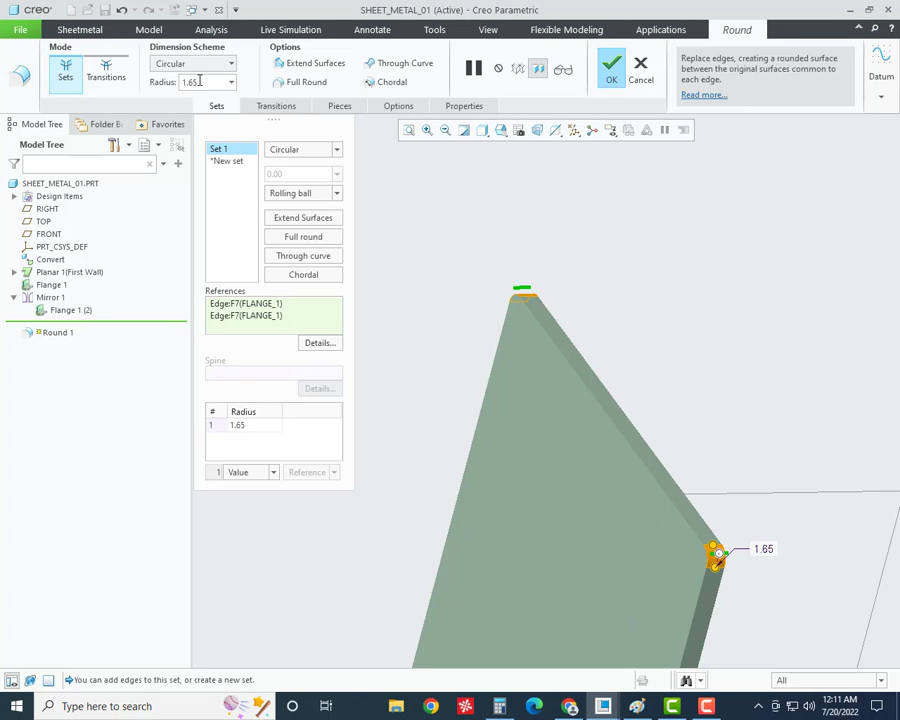 creo
SHEET_METAL_01 (Active) - Creo Parametric
File Sheetmetal Model Analysis Live Simulation Annotate Tools View Flexible Modeling Applications Round
Mode
Dimension Scheme
Options
Sets
Transitions
Circular
Radius: 1.65
Extend Surfaces
Through Curve
Full Round
Chordal
OK
Cancel
Replace edges, creating a rounded surface
between the original surfaces common to
each edge.
Read more...
Datum
Sets Transitions Pieces Options Properties
Model Tree Folder B Favorites
Model Tree
SHEET_METAL_01.PRT
Design Items
RIGHT
TOP
FRONT
PRT_CSYS_DEF
Convert
Planar 1(First Wall)
Flange 1
Mirror 1
Flange 1 (2)
Round 1
Set 1
*New set
Circular
0.00
Rolling ball
Extend Surfaces
Full round
Through curve
Chordal
References
Edge:F7(FLANGE_1)
Edge:F7(FLANGE_1)
Details...
Spine
Details...
# Radius
1 1.65
1 Value Reference
1.65
You can add edges to this set, or create a new set.
All
Type here to search
12:11 AM
7/20/2022